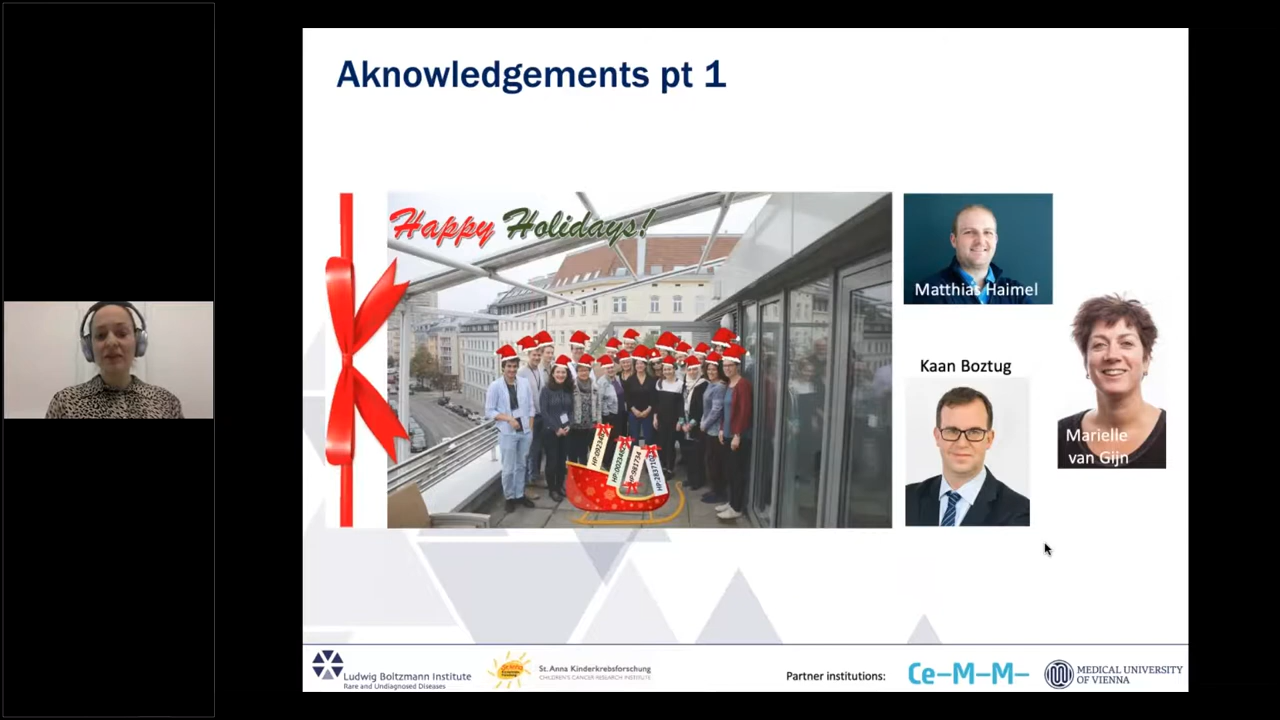 Aknowledgements pt 1
Happy Holidays!
Matthias Haimel
Kaan Boztug
Marielle
van Gijn
Ludwig Boltzmann Institute
Rare and Undiagnosed Diseases
St. Anna Kinderkrebsforschung
CHILDREN'S CANCER RESEARCH INSTITUTE
Partner institutions:
Ce-M-M-
MEDICAL UNIVERSITY
OF VIENNA